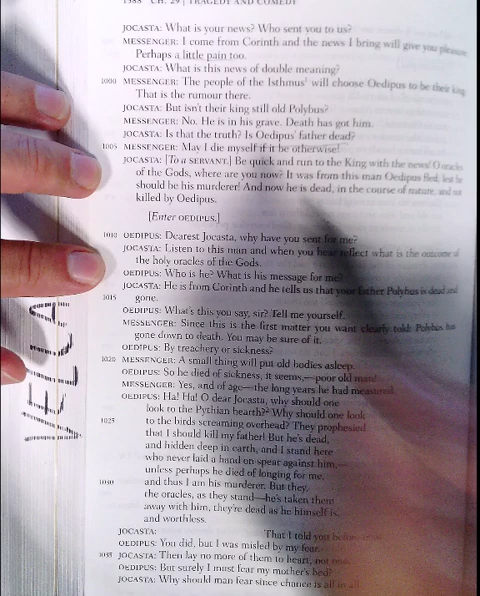 1588 CH. 29 | TRAGEDY AND COMEDY
JOCASTA: What is your news? Who sent you to us?
MESSENGER: I come from Corinth and the news I bring will give you pleasure.
Perhaps a little pain too.
JOCASTA: What is this news of double meaning?
1000 MESSENGER: The people of the Isthmus¹ will choose Oedipus to be their king.
That is the rumour there.
JOCASTA: But isn't their king still old Polybus?
MESSENGER: No. He is in his grave. Death has got him.
JOCASTA: Is that the truth? Is Oedipus' father dead?
1005 MESSENGER: May I die myself if it be otherwise!
JOCASTA: [To a SERVANT.] Be quick and run to the King with the news! O oracles
of the Gods, where are you now? It was from this man Oedipus fled, lest he
should be his murderer! And now he is dead, in the course of nature, and not
killed by Oedipus.
[Enter OEDIPUS.]
1010 OEDIPUS: Dearest Jocasta, why have you sent for me?
JOCASTA: Listen to this man and when you hear reflect what is the outcome of
the holy oracles of the Gods.
OEDIPUS: Who is he? What is his message for me?
JOCASTA: He is from Corinth and he tells us that your father Polybus is dead and
1015 gone.
OEDIPUS: What's this you say, sir? Tell me yourself.
MESSENGER: Since this is the first matter you want clearly told: Polybus has
gone down to death. You may be sure of it.
OEDIPUS: By treachery or sickness?
1020 MESSENGER: A small thing will put old bodies asleep.
OEDIPUS: So he died of sickness, it seems,—poor old man!
MESSENGER: Yes, and of age—the long years he had measured.
OEDIPUS: Ha! Ha! O dear Jocasta, why should one
look to the Pythian hearth?² Why should one look
1025 to the birds screaming overhead? They prophesied
that I should kill my father! But he's dead,
and hidden deep in earth, and I stand here
who never laid a hand on spear against him,—
unless perhaps he died of longing for me,
1030 and thus I am his murderer. But they,
the oracles, as they stand—he's taken them
away with him, they're dead as he himself is,
and worthless.
JOCASTA: That I told you before
OEDIPUS: You did, but I was misled by my fear.
1035 JOCASTA: Then lay no more of them to heart, not one.
OEDIPUS: But surely I must fear my mother's bed?
JOCASTA: Why should man fear since chance is all in